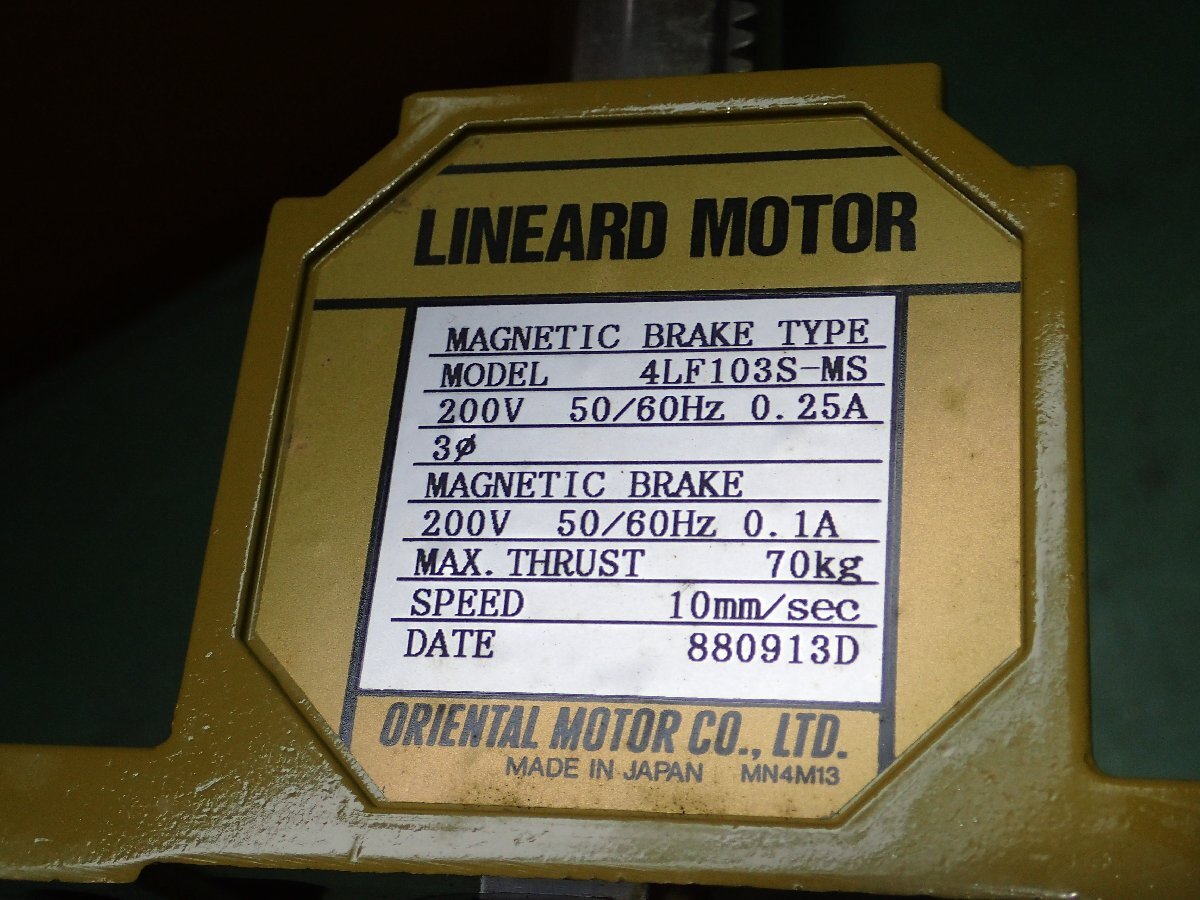 LINEARD MOTOR
MAGNETIC BRAKE TYPE
MODEL 4LF103S-MS
200V 50/60Hz 0.25A
3ø
MAGNETIC BRAKE
200V 50/60Hz 0.1A
MAX. THRUST 70kg
SPEED 10mm/sec
DATE 880913D
ORIENTAL MOTOR CO., LTD.
MADE IN JAPAN MN4M13